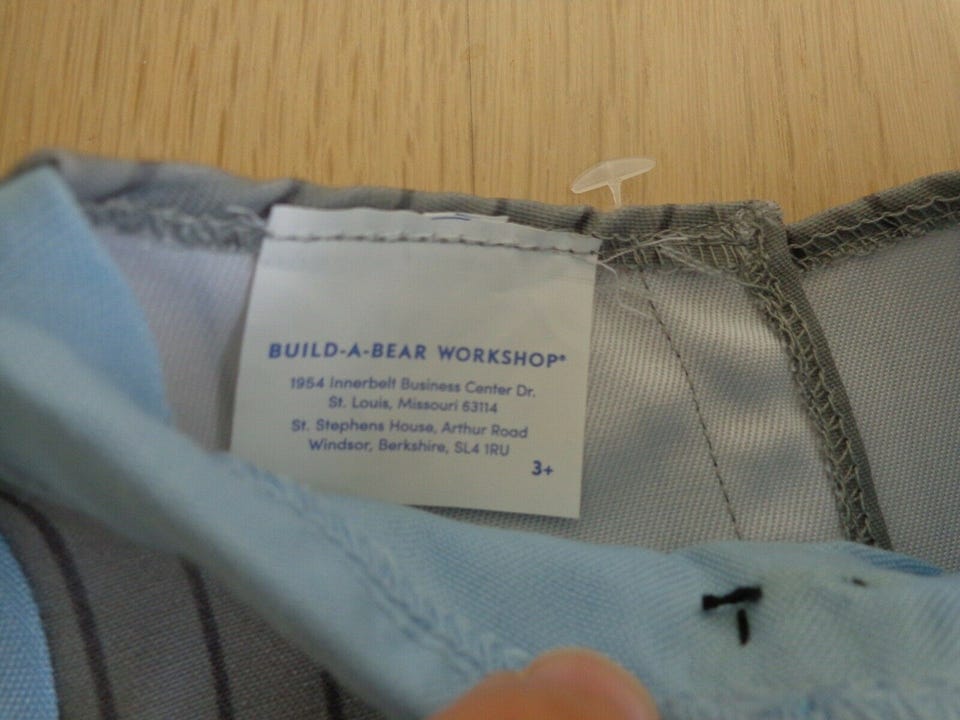 BUILD-A-BEAR WORKSHOP®
1954 Innerbelt Business Center Dr.
St. Louis, Missouri 63114
St. Stephens House, Arthur Road
Windsor, Berkshire, SL4 1RU
3+